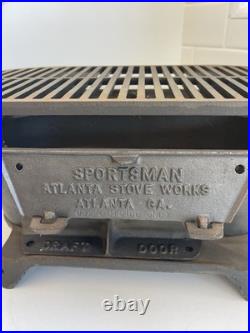 SPORTSMAN
ATLANTA STOVE WORKS
ATLANTA GA.
DRAFT DOOR